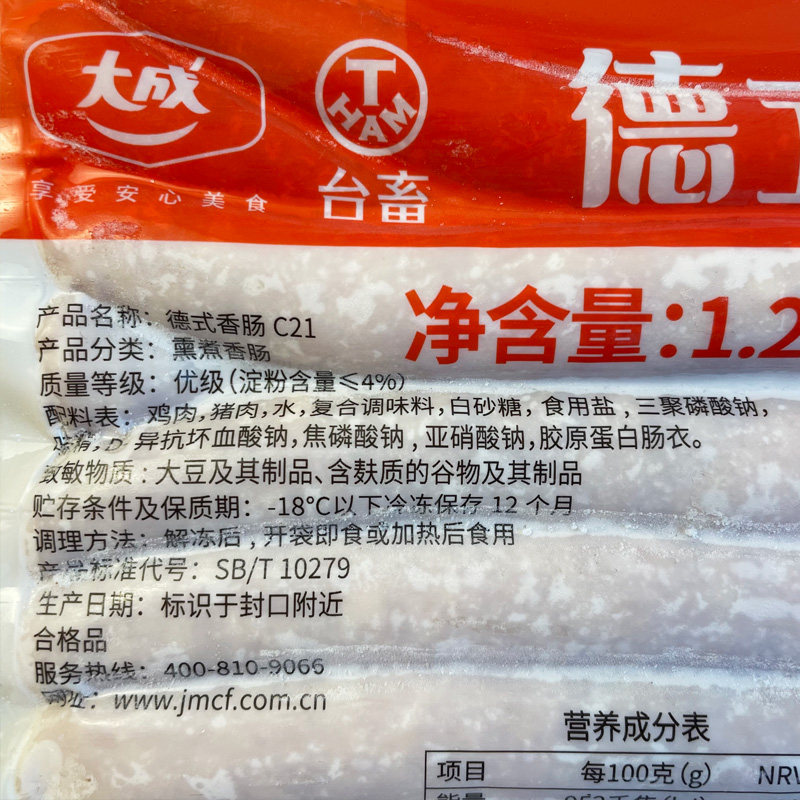 大成
享爱安心美食
T
HAM
台畜
德
净含量:1.2
产品名称: 德式香肠 C21
产品分类: 熏煮香肠
质量等级: 优级(淀粉含量≤4%)
配料表: 鸡肉,猪肉,水,复合调味料,白砂糖,食用盐,三聚磷酸钠,
味精,D-异抗坏血酸钠,焦磷酸钠,亚硝酸钠,胶原蛋白肠衣。
致敏物质:大豆及其制品、含麸质的谷物及其制品
贮存条件及保质期: -18°C以下冷冻保存 12 个月
调理方法: 解冻后,开袋即食或加热后食用
产品标准代号: SB/T 10279
生产日期: 标识于封口附近
合格品
服务热线: 400-810-9066
网址: www.jmcf.com.cn
营养成分表
项目 每100克(g) NRV